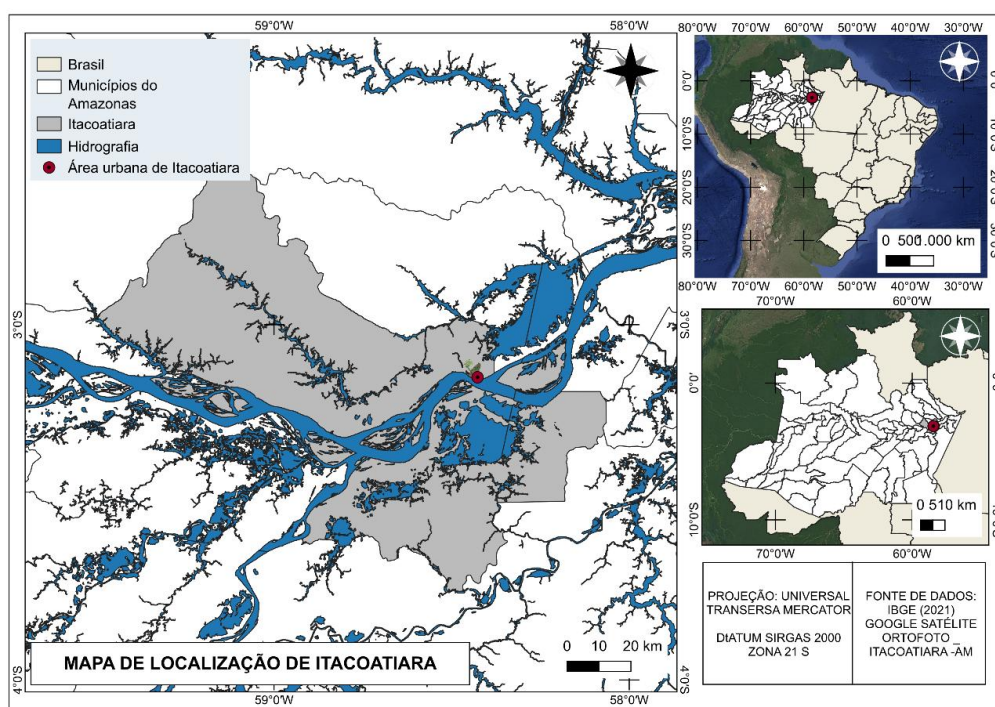 59°0'W
58°0'W
Brasil
Municípios do
Amazonas
Itacoatiara
Hidrografia
Área urbana de Itacoatiara
3°0'S
3°0'S
4°0'S
4°0'S
59°0'W
58°0'W
MAPA DE LOCALIZAÇÃO DE ITACOATIARA
0 10 20 km
80°0'W 70°0'W 60°0'W 50°0'W 40°0'W 30°0'W
0°0'
10°0'S
20°0'S
30°0'S
0 500 1.000 km
80°0'W 70°0'W 60°0'W 50°0'W 40°0'W 30°0'W
70°0'W
60°0'W
0°0'
10°0'S
0 510 km
70°0'W
60°0'W
PROJEÇÃO: UNIVERSAL
TRANSERSA MERCATOR
DIATUM SIRGAS 2000
ZONA 21 S
FONTE DE DADOS:
IBGE (2021)
GOOGLE SATÉLITE
ORTOFOTO _
ITACOATIARA -AM